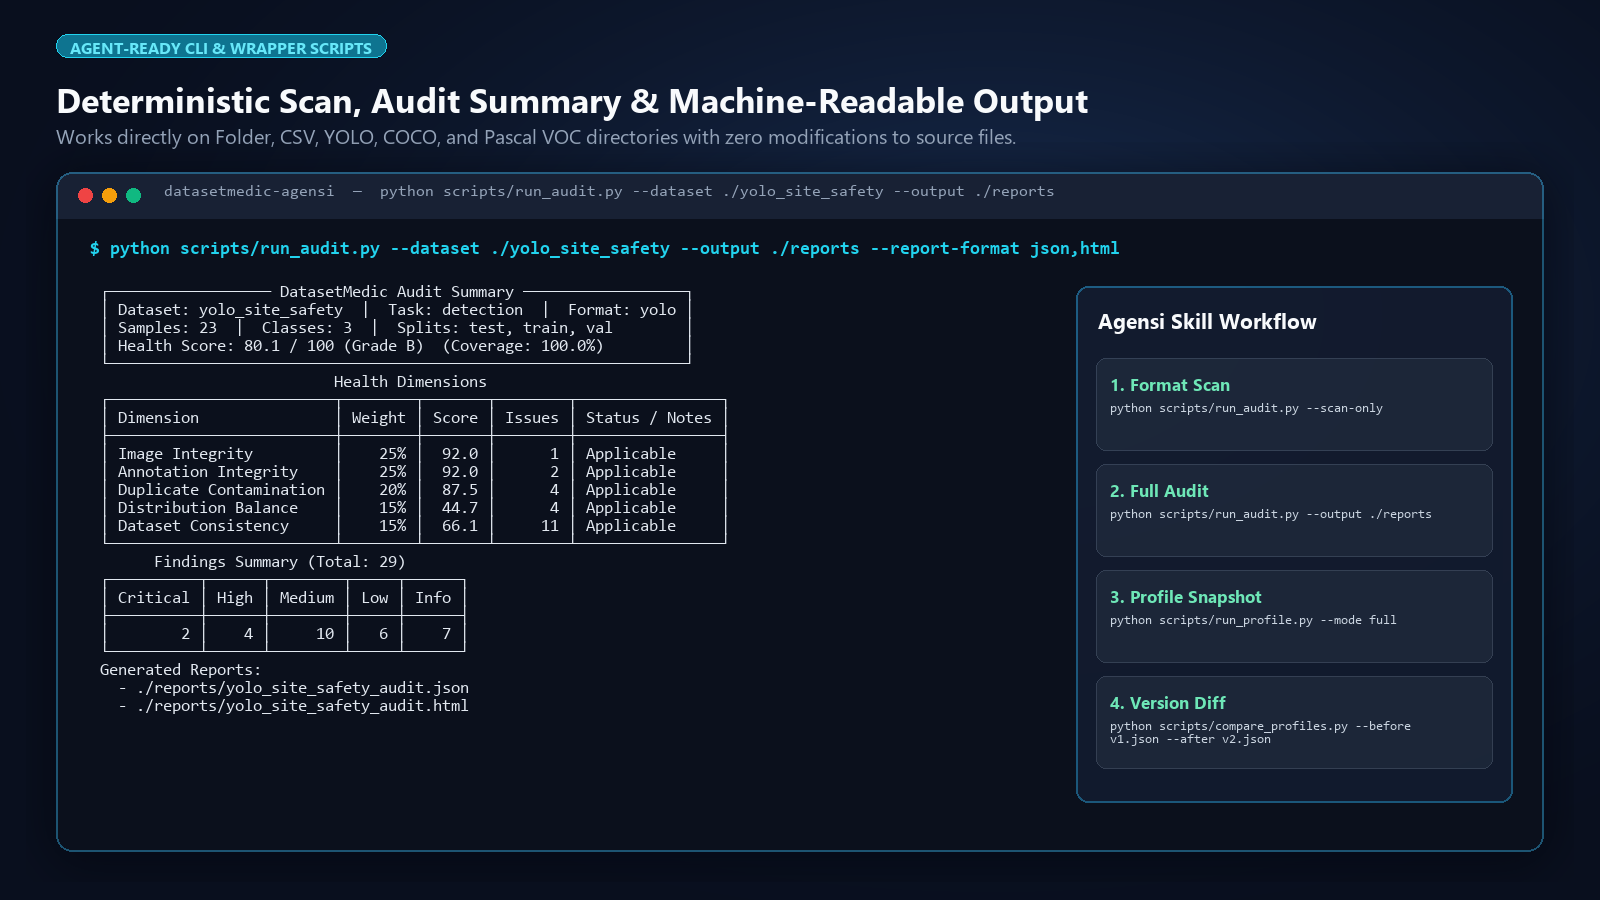 AGENT-READY CLI & WRAPPER SCRIPTS
Deterministic Scan, Audit Summary & Machine-Readable Output
Works directly on Folder, CSV, YOLO, COCO, and Pascal VOC directories with zero modifications to source files.
datasetmedic-agensi — python scripts/run_audit.py --dataset ./yolo_site_safety --output ./reports
$ python scripts/run_audit.py --dataset ./yolo_site_safety --output ./reports --report-format json,html
DatasetMedic Audit Summary
Dataset: yolo_site_safety │ Task: detection │ Format: yolo
Samples: 23 │ Classes: 3 │ Splits: test, train, val
Health Score: 80.1 / 100 (Grade B) (Coverage: 100.0%)
Health Dimensions
Dimension │ Weight │ Score │ Issues │ Status / Notes
Image Integrity │ 25% │ 92.0 │ 1 │ Applicable
Annotation Integrity │ 25% │ 92.0 │ 2 │ Applicable
Duplicate Contamination │ 20% │ 87.5 │ 4 │ Applicable
Distribution Balance │ 15% │ 44.7 │ 4 │ Applicable
Dataset Consistency │ 15% │ 66.1 │ 11 │ Applicable
Findings Summary (Total: 29)
Critical │ High │ Medium │ Low │ Info
2 │ 4 │ 10 │ 6 │ 7
Generated Reports:
- ./reports/yolo_site_safety_audit.json
- ./reports/yolo_site_safety_audit.html
Agensi Skill Workflow
1. Format Scan
python scripts/run_audit.py --scan-only
2. Full Audit
python scripts/run_audit.py --output ./reports
3. Profile Snapshot
python scripts/run_profile.py --mode full
4. Version Diff
python scripts/compare_profiles.py --before
v1.json --after v2.json